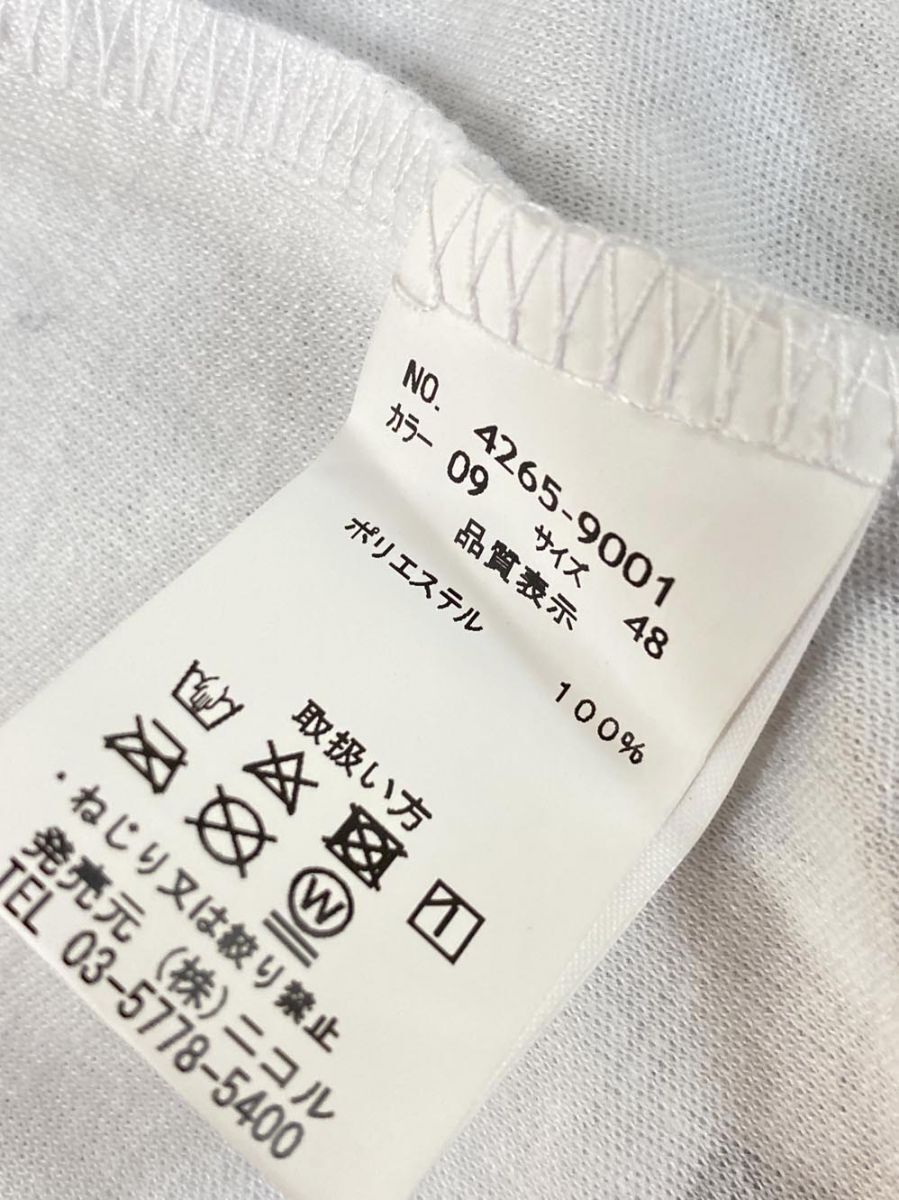 NO. 4265-9001
カラー 09 サイズ 48
品質表示
ポリエステル 100%
取扱い方
W
・ねじり又は絞り禁止
発売元 (株)ニコル
TEL 03-5778-5400